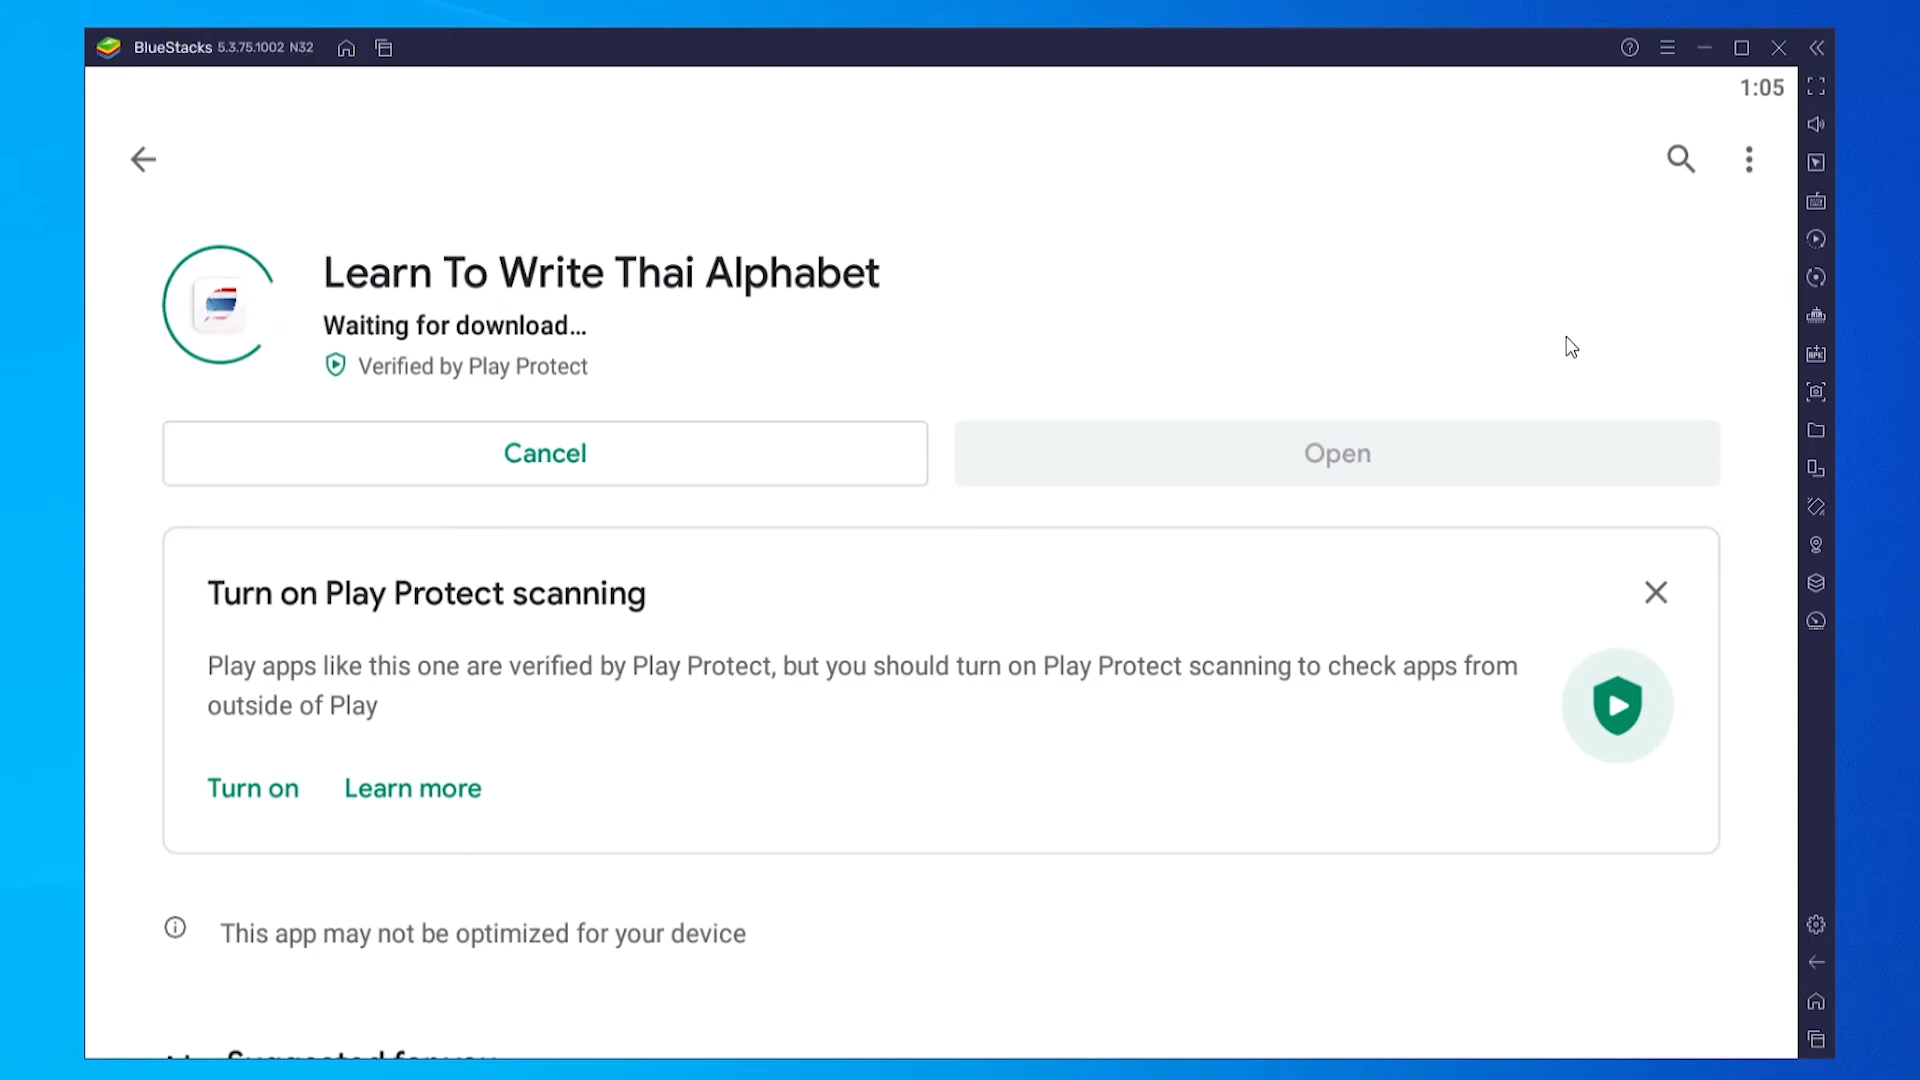 BlueStacks 5.3.75.1002 N32
1:05
Learn To Write Thai Alphabet
Waiting for download...
Verified by Play Protect
Cancel
Open
Turn on Play Protect scanning
Play apps like this one are verified by Play Protect, but you should turn on Play Protect scanning to check apps from
outside of Play
Turn on
Learn more
This app may not be optimized for your device
Suggested for you